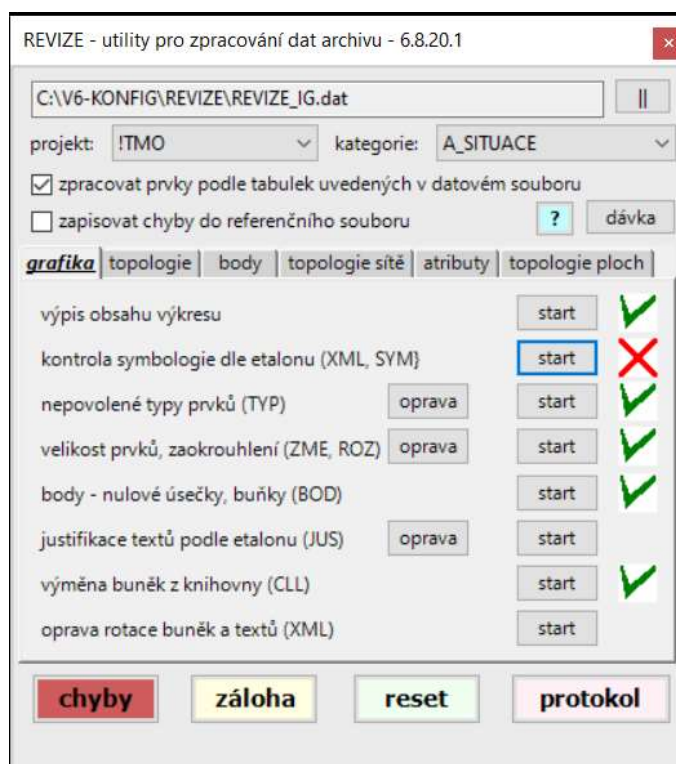 REVIZE - utility pro zpracování dat archivu - 6.8.20.1 ×
C:\V6-KONFIG\REVIZE\REVIZE_IG.dat ||
projekt: !TMO kategorie: A_SITUACE
zpracovat prvky podle tabulek uvedených v datovém souboru
zapisovat chyby do referenčního souboru ? dávka
grafika topologie body topologie sítě atributy topologie ploch
výpis obsahu výkresu start
kontrola symbologie dle etalonu (XML, SYM} start
nepovolené typy prvků (TYP) oprava start
velikost prvků, zaokrouhlení (ZME, ROZ) oprava start
body - nulové úsečky, buňky (BOD) start
justifikace textů podle etalonu (JUS) oprava start
výměna buněk z knihovny (CLL) start
oprava rotace buněk a textů (XML) start
chyby záloha reset protokol